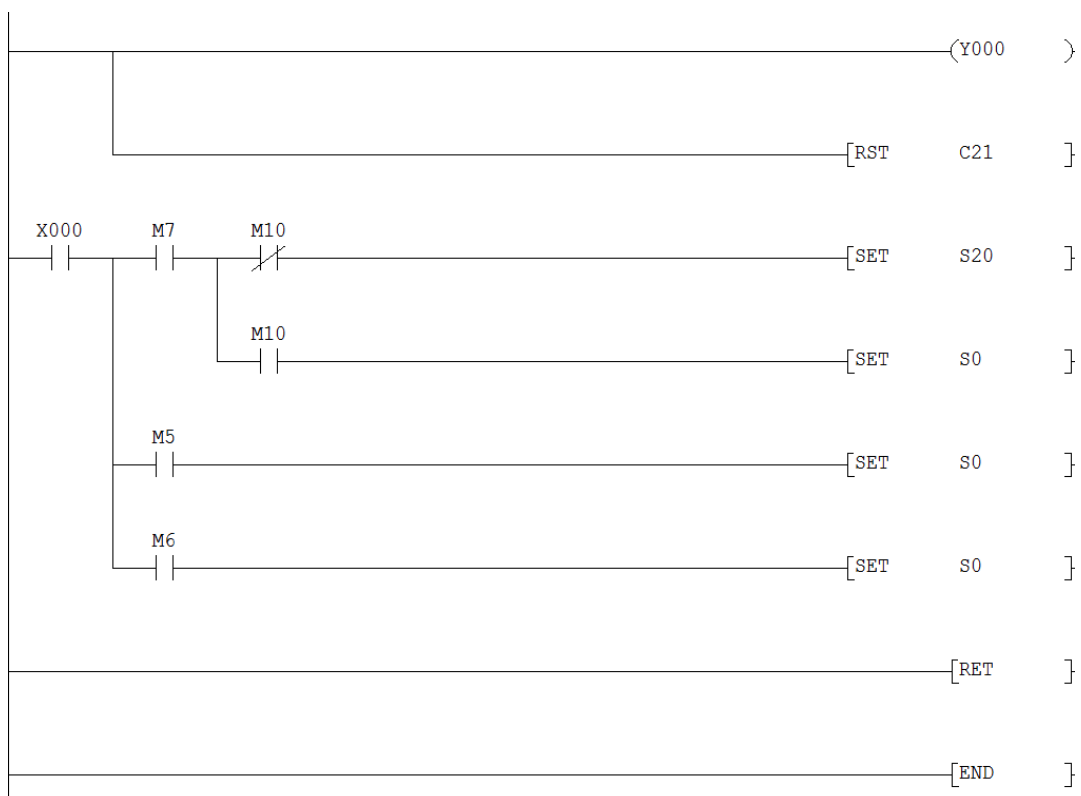 Y000
RST C21
X000 M7 M10
SET S20
M10
SET S0
M5
SET S0
M6
SET S0
RET
END